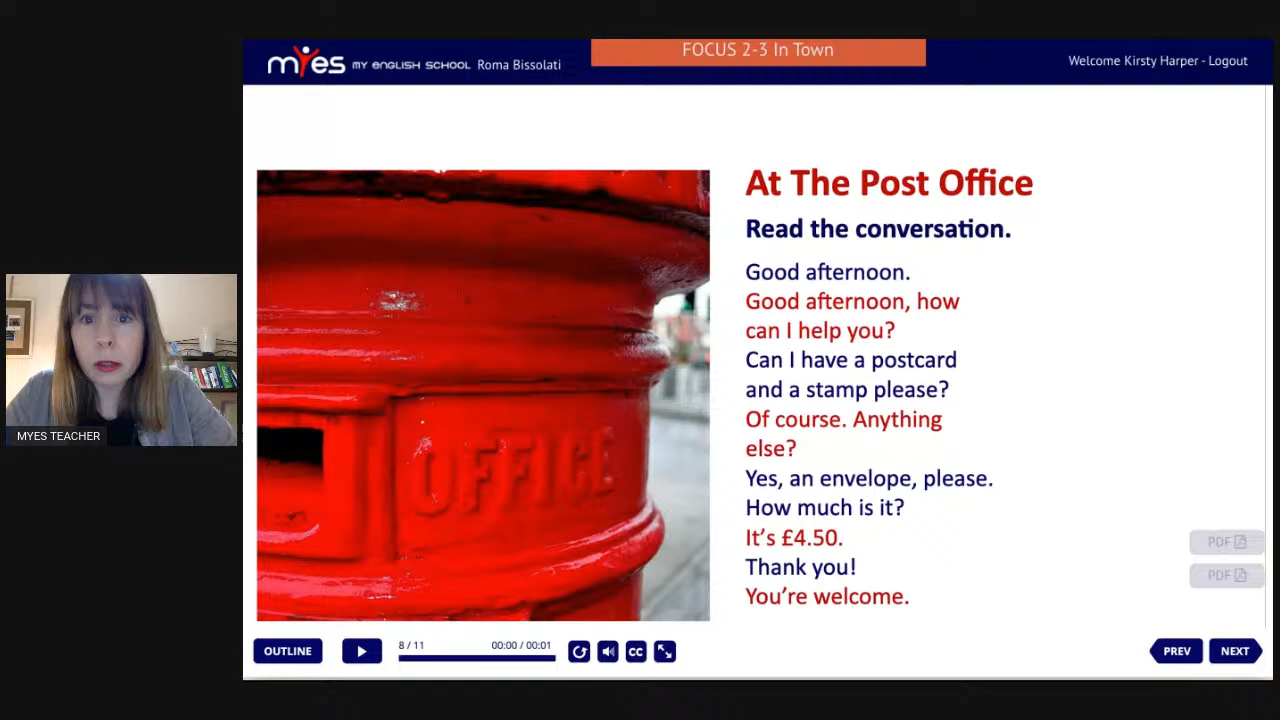 FOCUS 2-3 In Town
myes MY ENGLISH SCHOOL Roma Bissolati
Welcome Kirsty Harper - Logout
At The Post Office
Read the conversation.
Good afternoon.
Good afternoon, how
can I help you?
Can I have a postcard
and a stamp please?
Of course. Anything
else?
Yes, an envelope, please.
How much is it?
It's £4.50.
Thank you!
You're welcome.
OFFICE
MYES TEACHER
PDF
PDF
OUTLINE
8 / 11
00:00 / 00:01
CC
PREV
NEXT